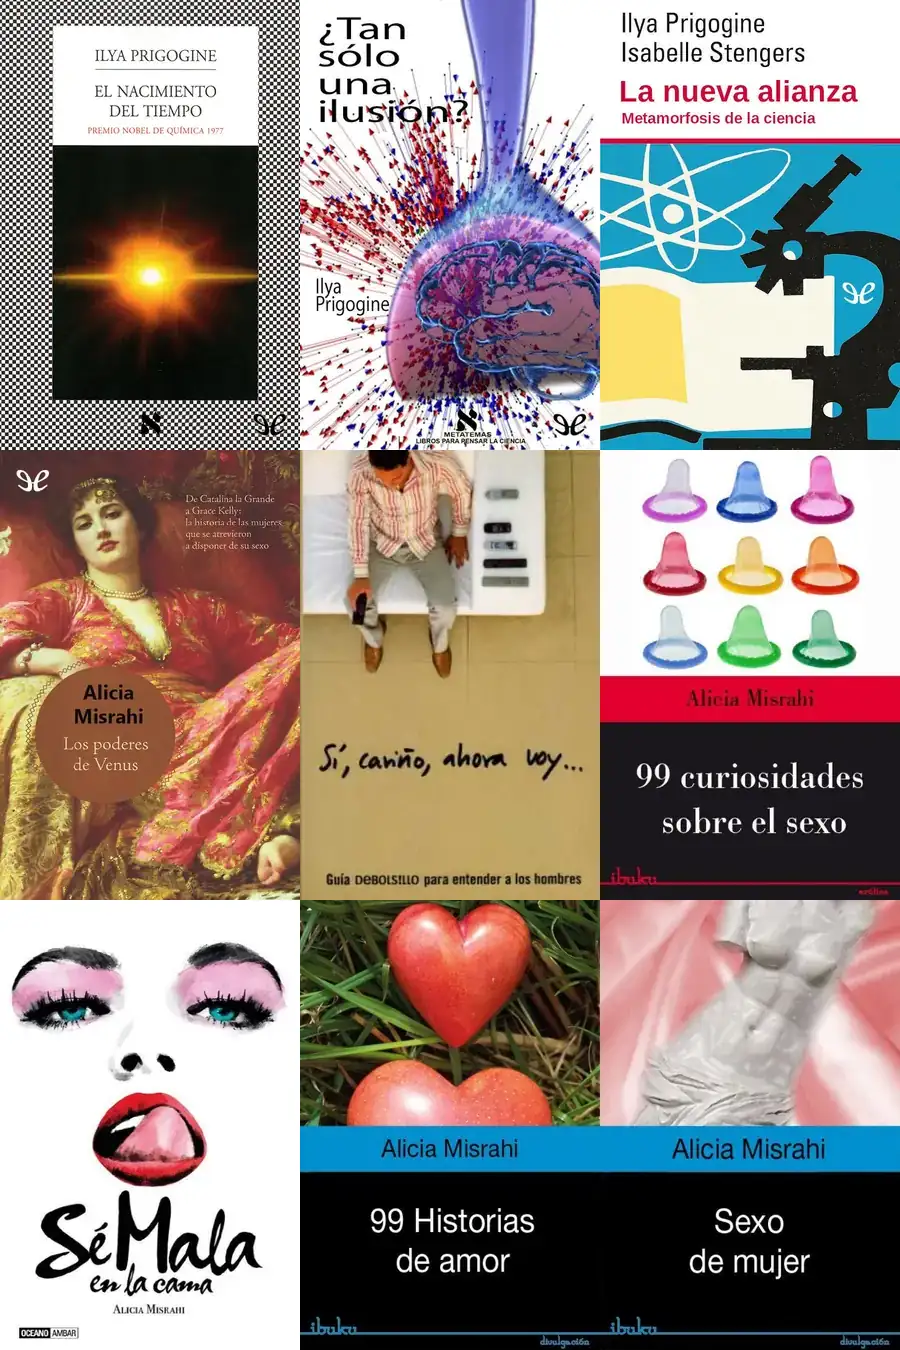 ILYA PRIGOGINE
EL NACIMIENTO
DEL TIEMPO
PREMIO NOBEL DE QUÍMICA 1977
¿Tan
sólo
una
ilusión?
Ilya
Prigogine
METATEMAS
LIBROS PARA PENSAR LA CIENCIA
Ilya Prigogine
Isabelle Stengers
La nueva alianza
Metamorfosis de la ciencia
De Catalina la Grande
a Grace Kelly:
la historia de las mujeres
que se atrevieron
a disponer de su sexo
Alicia
Misrahi
Los poderes
de Venus
Sí, cariño, ahora voy...
Guía DEBOLSILLO para entender a los hombres
Alicia Misrahi
99 curiosidades
sobre el sexo
ibuku
erótica
Sé Mala
en la cama
ALICIA MISRAHI
OCEANO AMBAR
Alicia Misrahi
99 Historias
de amor
ibuku
divulgación
Alicia Misrahi
Sexo
de mujer
ibuku
divulgación